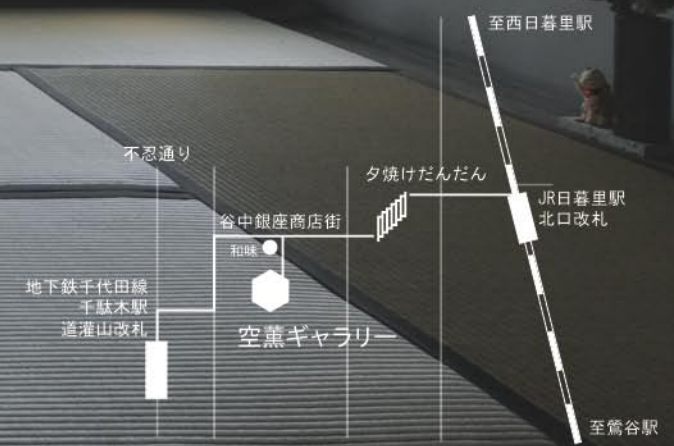 至西日暮里駅
不忍通り
夕焼けだんだん
JR日暮里駅
北口改札
谷中銀座商店街
和味
地下鉄千代田線
千駄木駅
道灌山改札
空薫ギャラリー
至鶯谷駅